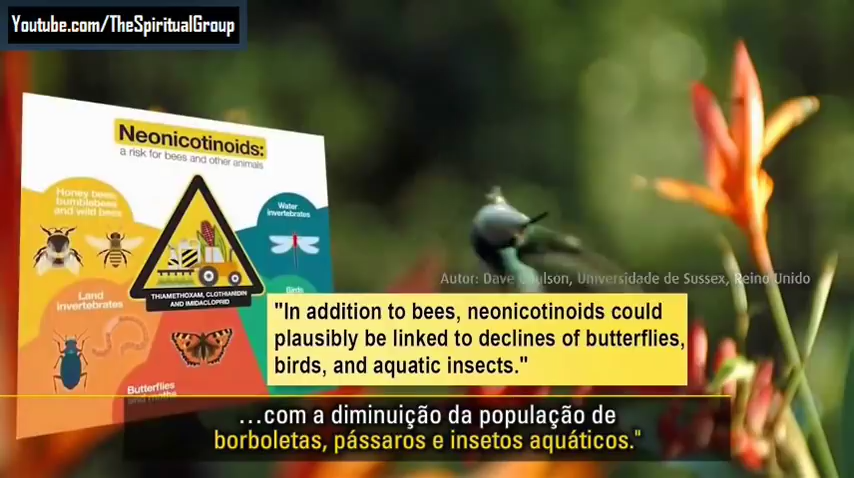 Youtube.com/TheSpiritualGroup
Neonicotinoids:
a risk for bees and other animals
Honey bees,
bumblebees
and wild bees
Water
invertebrates
THIAMETHOXAM, CLOTHIANIDIN
AND IMIDACLOPRID
Land
invertebrates
Birds
Butterflies
and moths
Autor: Dave Goulson, Universidade de Sussex, Reino Unido
"In addition to bees, neonicotinoids could
plausibly be linked to declines of butterflies,
birds, and aquatic insects."
...com a diminuição da população de
borboletas, pássaros e insetos aquáticos."